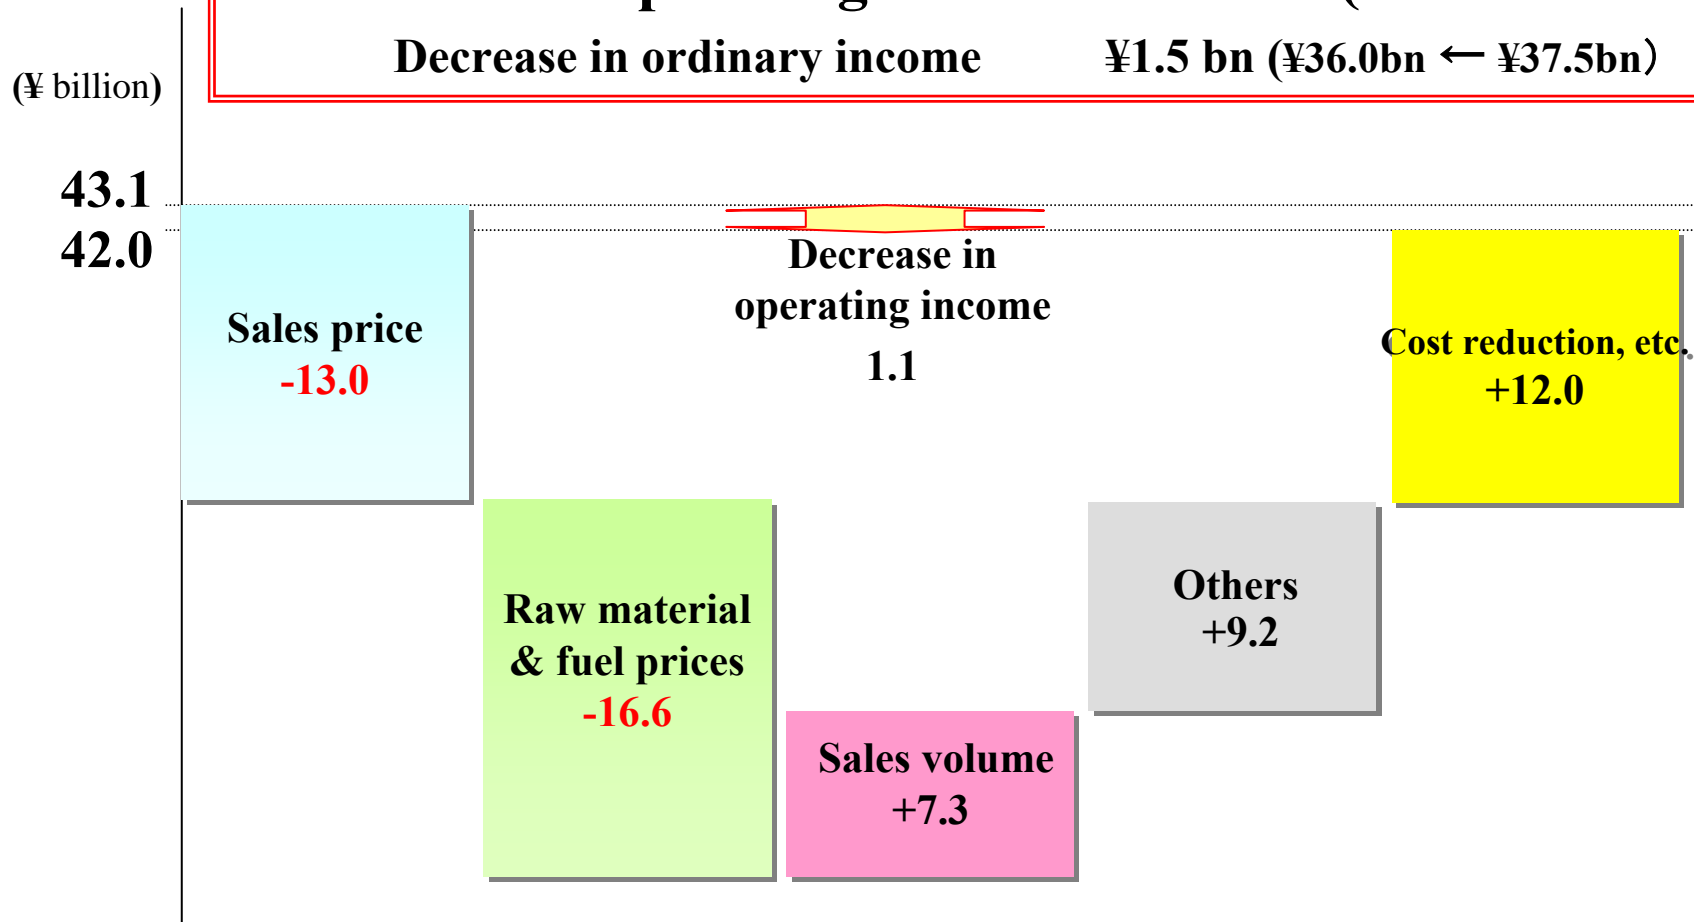 Decrease in ordinary income ¥1.5 bn (¥36.0bn ← ¥37.5bn）
(¥ billion)
43.1
42.0
Decrease in
operating income
1.1
Sales price
-13.0
Cost reduction, etc.
+12.0
Raw material
& fuel prices
-16.6
Others
+9.2
Sales volume
+7.3